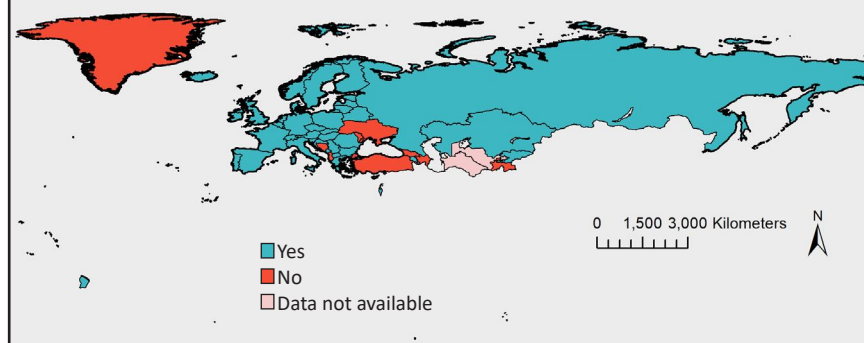 0 1,500 3,000 Kilometers
N
Yes
No
Data not available